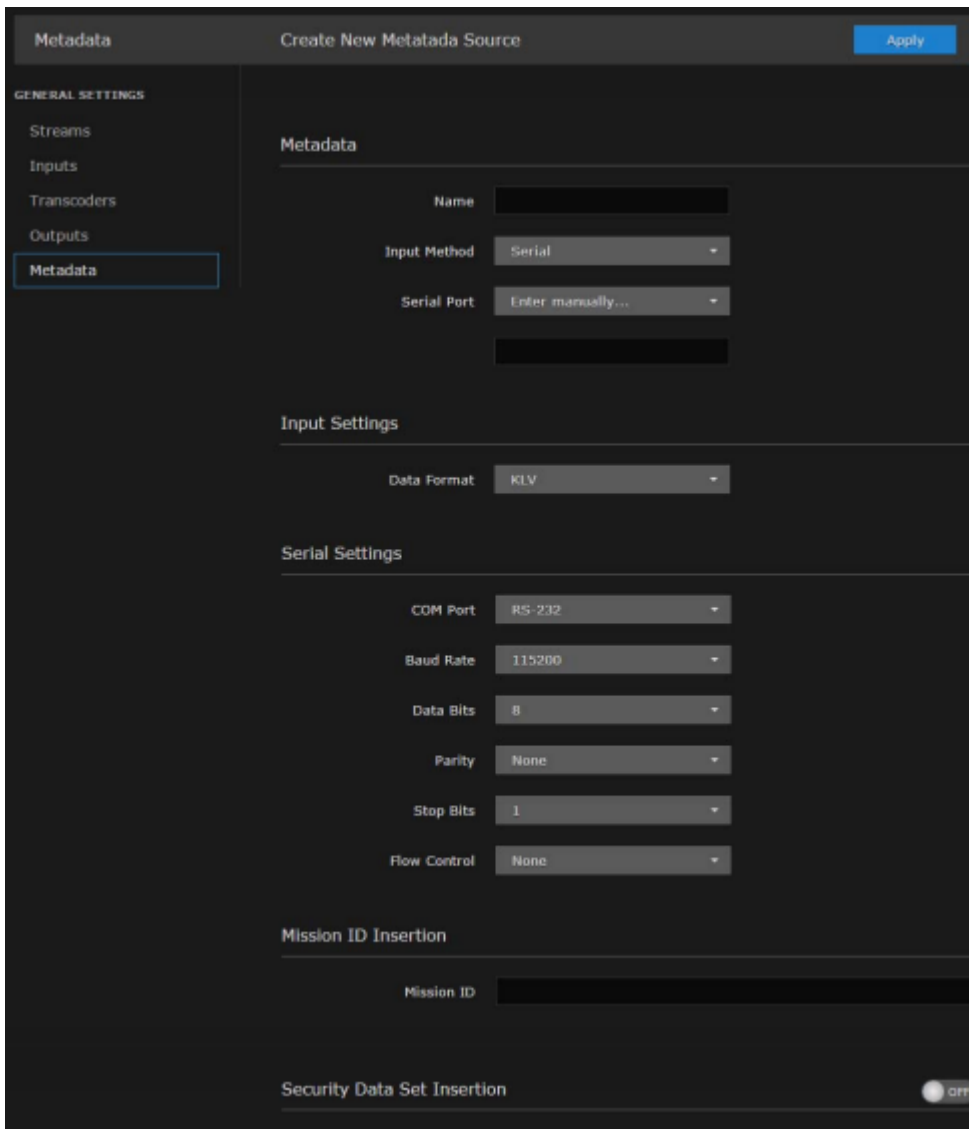 Metadata
Create New Metatada Source
Apply
GENERAL SETTINGS
Streams
Inputs
Transcoders
Outputs
Metadata
Metadata
Name
Input Method Serial
Serial Port Enter manually...
Input Settings
Data Format KLV
Serial Settings
COM Port RS-232
Baud Rate 115200
Data Bits 8
Parity None
Stop Bits 1
Flow Control None
Mission ID Insertion
Mission ID
Security Data Set Insertion OFF